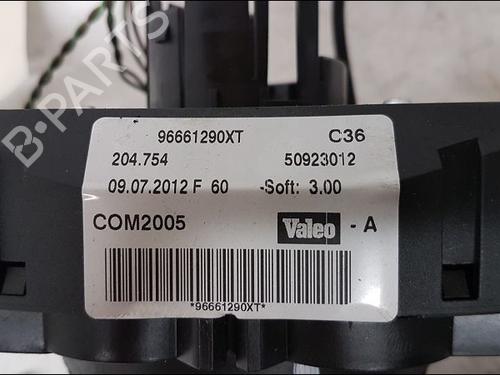 96661290XT C36
204.754 50923012
09.07.2012 F 60 -Soft: 3.00
COM2005 Valeo - A
*96661290XT*
B-PARTS